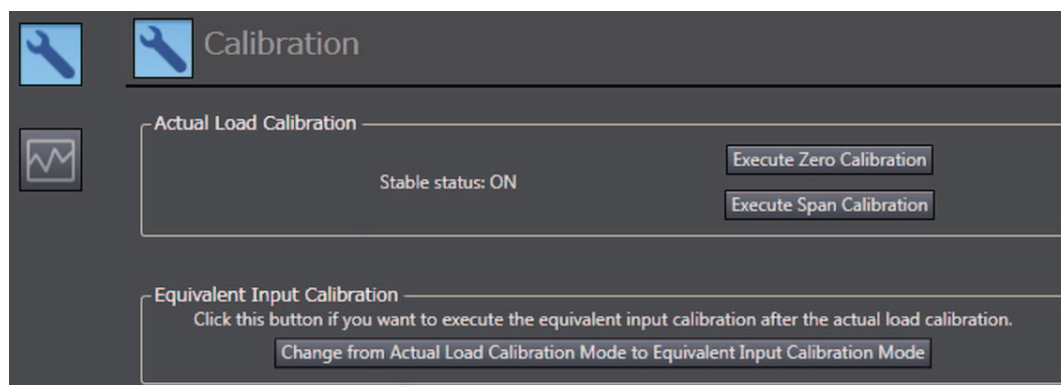 Calibration
Actual Load Calibration
Stable status: ON
Execute Zero Calibration
Execute Span Calibration
Equivalent Input Calibration
Click this button if you want to execute the equivalent input calibration after the actual load calibration.
Change from Actual Load Calibration Mode to Equivalent Input Calibration Mode